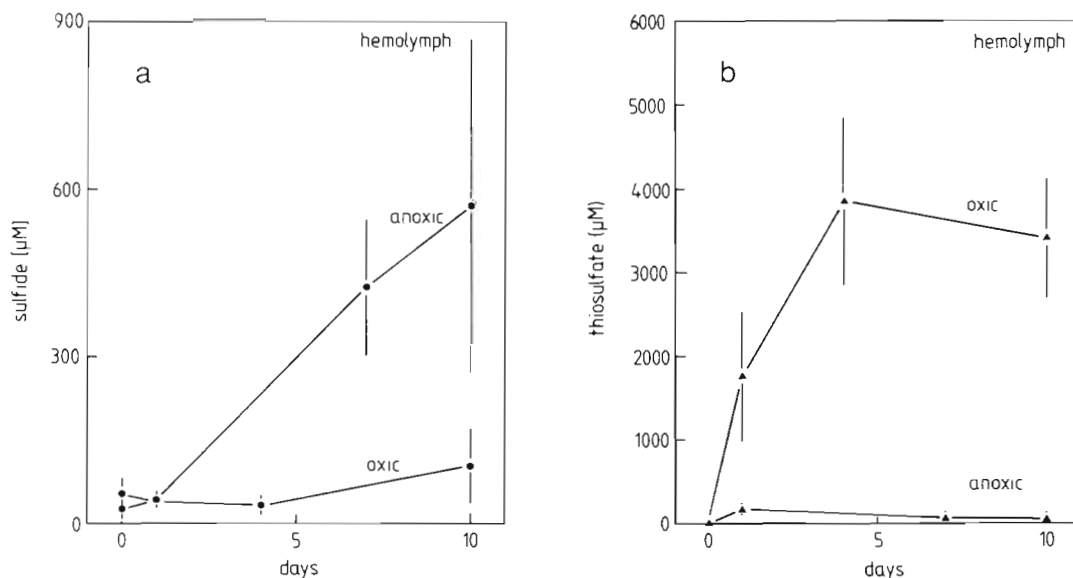 a
hemolymph
900
600
300
0
sulfide [µM]
anoxic
oxic
0
5
10
days
b
hemolymph
6000
5000
4000
3000
2000
1000
0
thiosulfate (µM)
oxic
anoxic
0
5
10
days